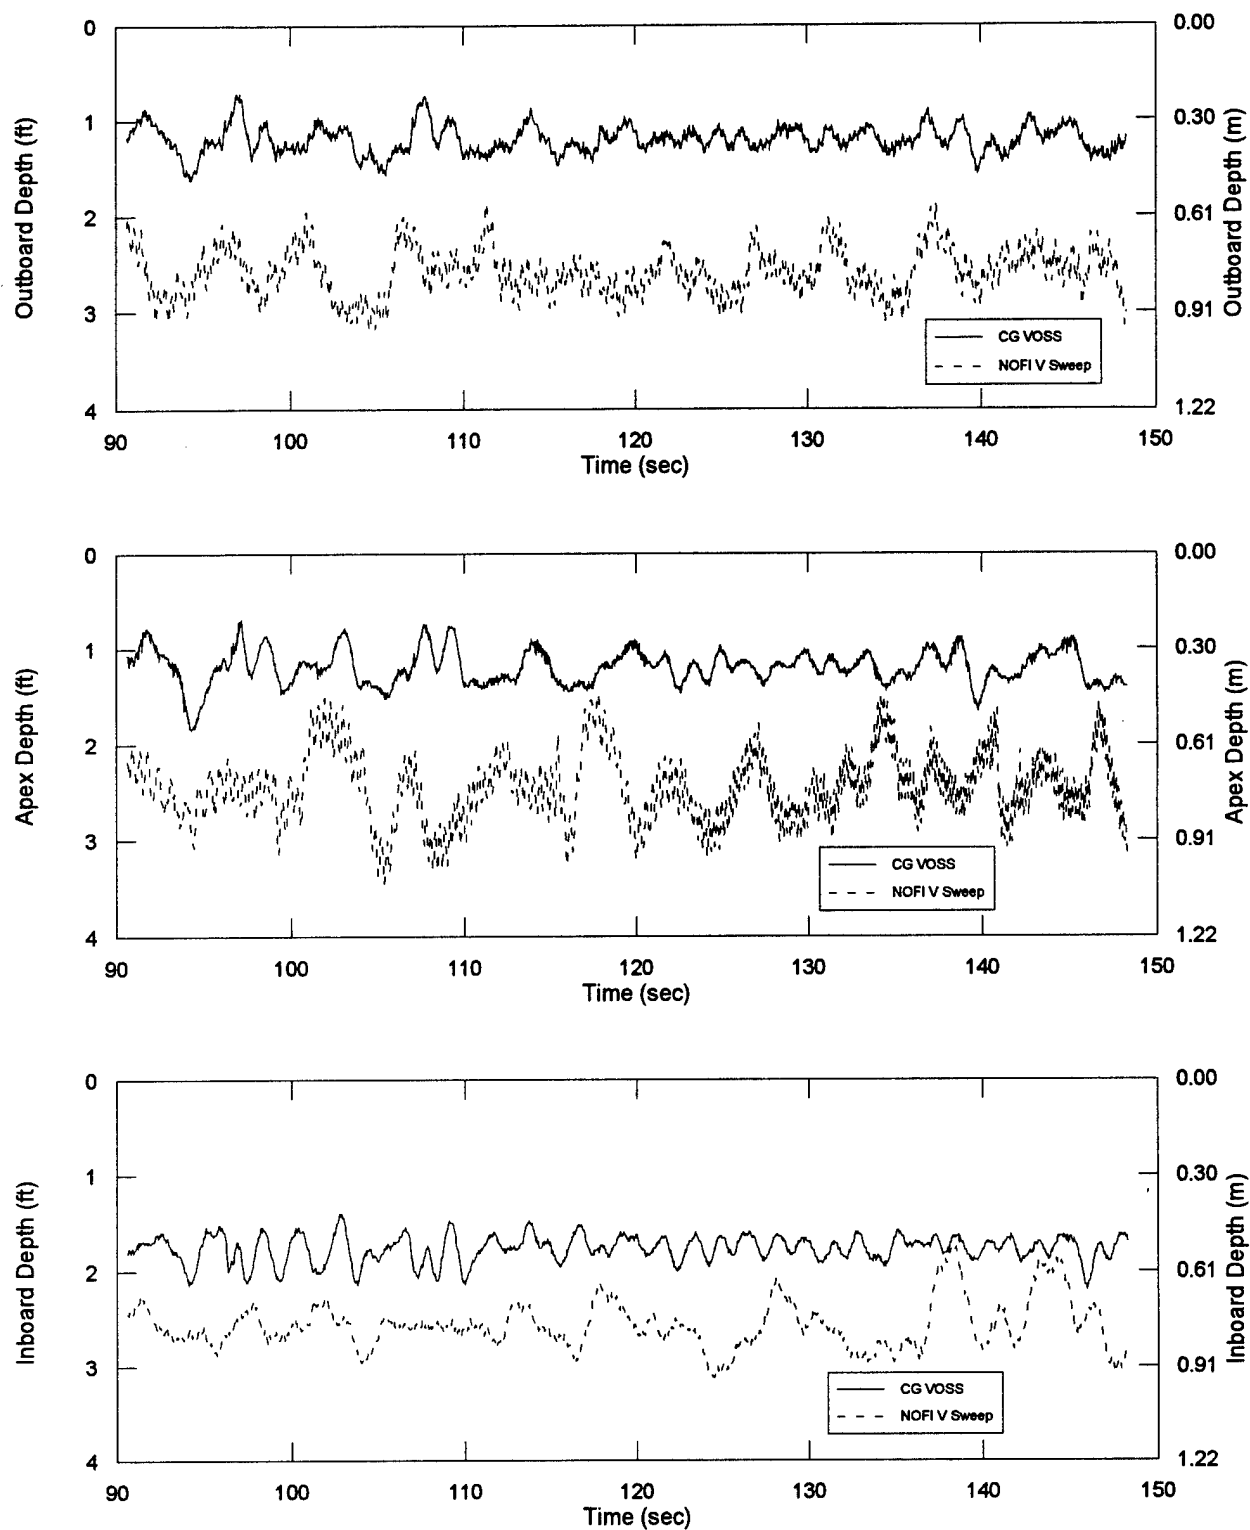 0 0.00
1 0.30
2 0.61
3 0.91
4 1.22
Outboard Depth (ft)
Outboard Depth (m)
CG VOSS
NOFI V Sweep
90 100 110 120 130 140 150
Time (sec)
0 0.00
1 0.30
2 0.61
3 0.91
4 1.22
Apex Depth (ft)
Apex Depth (m)
CG VOSS
NOFI V Sweep
90 100 110 120 130 140 150
Time (sec)
0 0.00
1 0.30
2 0.61
3 0.91
4 1.22
Inboard Depth (ft)
Inboard Depth (m)
CG VOSS
NOFI V Sweep
90 100 110 120 130 140 150
Time (sec)